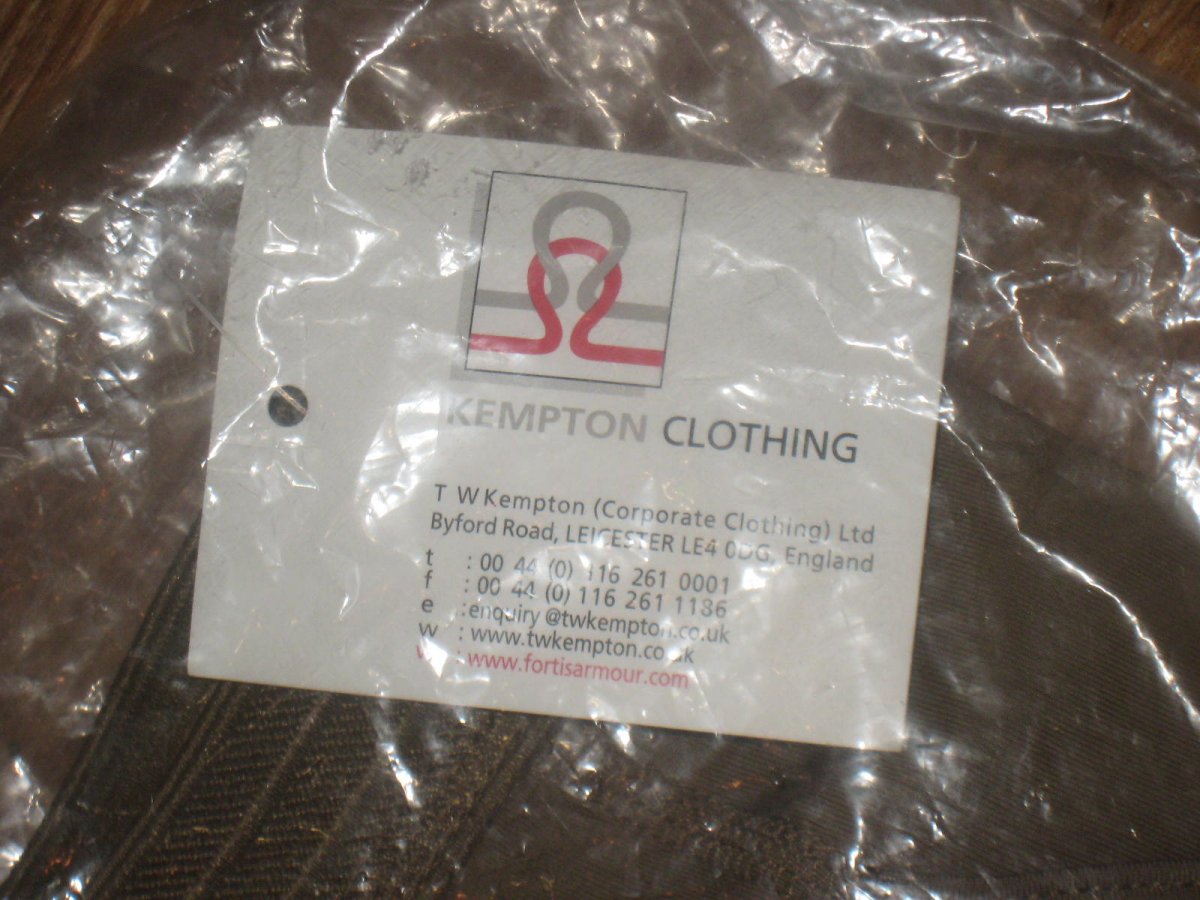 KEMPTON CLOTHING
T W Kempton (Corporate Clothing) Ltd
Byford Road, LEICESTER LE4 0DG, England
t : 00 44 (0) 116 261 0001
f : 00 44 (0) 116 261 1186
e : enquiry @twkempton.co.uk
w : www.twkempton.co.uk
w : www.fortisarmour.com